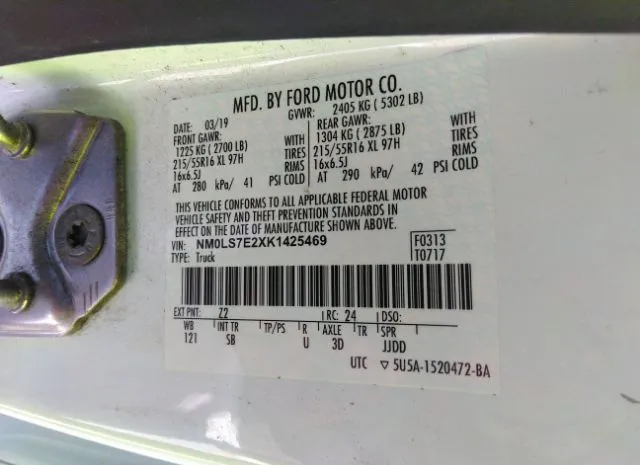 MFD. BY FORD MOTOR CO.
DATE: 03/19 GVWR: 2405 KG ( 5302 LB)
FRONT GAWR: REAR GAWR:
1225 KG ( 2700 LB) WITH 1304 KG ( 2875 LB) WITH
215/55R16 XL 97H TIRES 215/55R16 XL 97H TIRES
16x6.5J RIMS 16x6.5J RIMS
AT 280 kPa/ 41 PSI COLD AT 290 kPa/ 42 PSI COLD
THIS VEHICLE CONFORMS TO ALL APPLICABLE FEDERAL MOTOR
VEHICLE SAFETY AND THEFT PREVENTION STANDARDS IN
EFFECT ON THE DATE OF MANUFACTURE SHOWN ABOVE.
VIN: NM0LS7E2XK1425469 F0313
TYPE: Truck T0717
EXT PNT: Z2 RC: 24 DSO:
WB INT TR TP/PS R AXLE TR SPR
121 SB U 3D JJDD
UTC ▽ 5U5A-1520472-BA